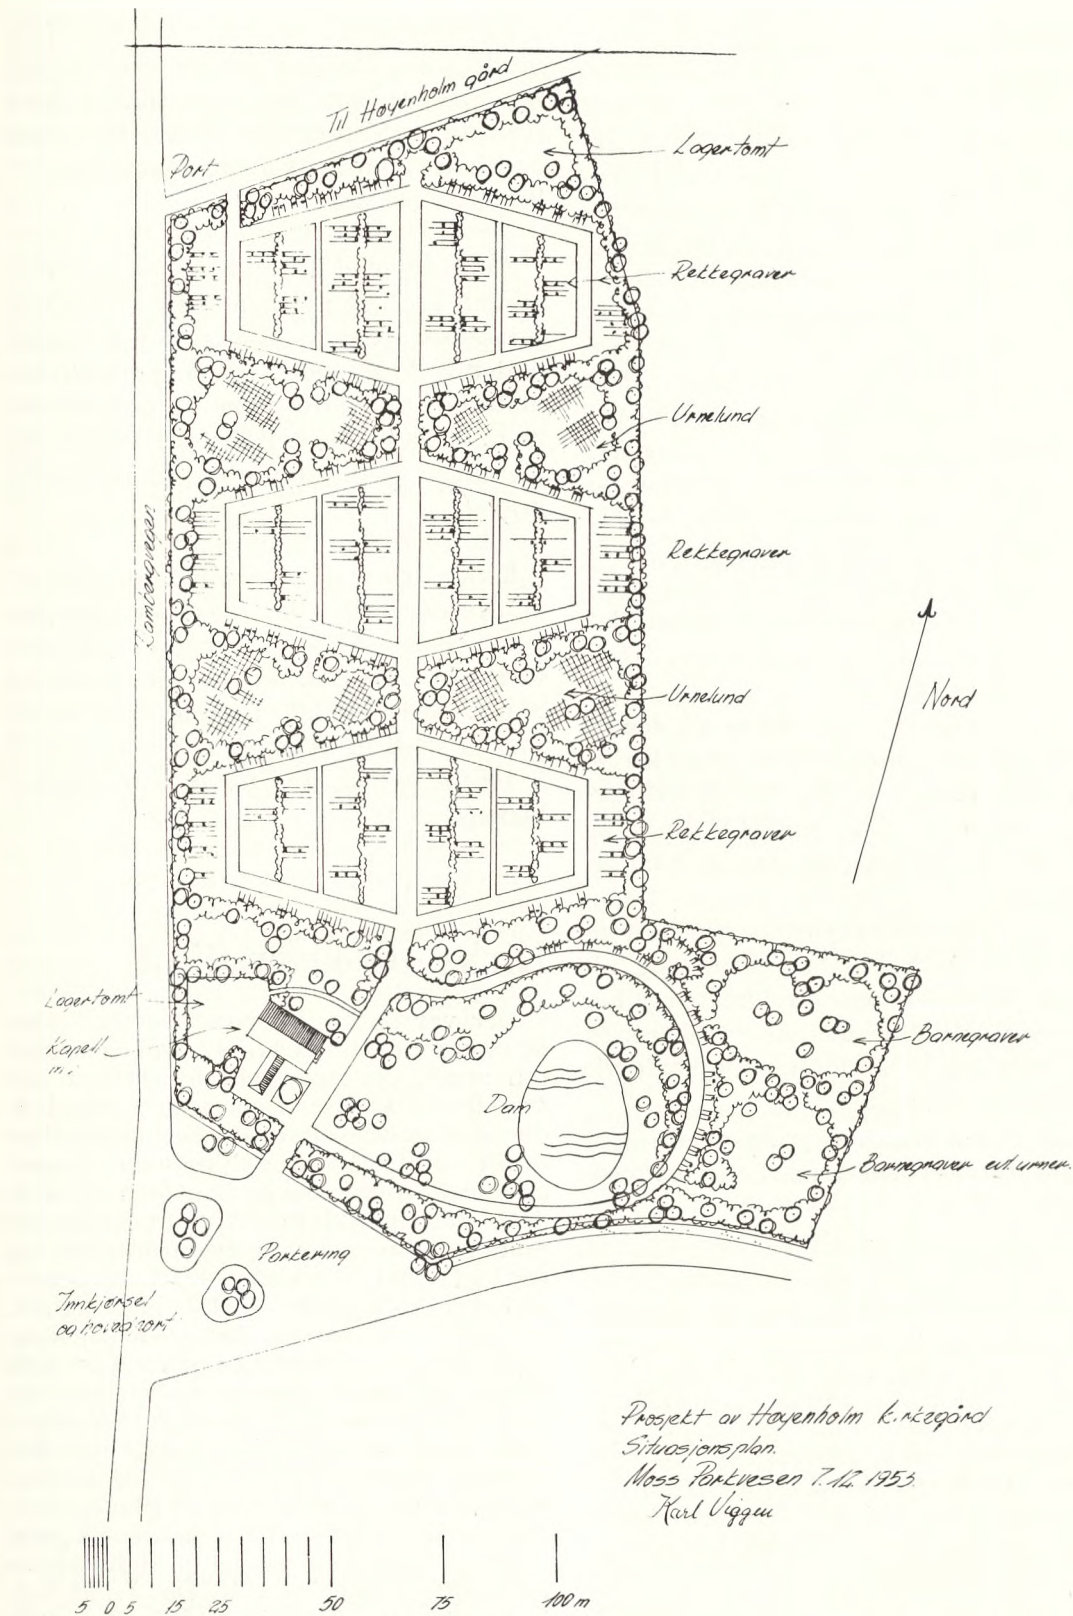 Til Høyenholm gård
Port
Lagertomt
Rekkegraver
Urnelund
Rekkegraver
Nord
Urnelund
Rekkegraver
Lagertomt
Kapell
Barnegraver
Dam
Barnegraver evt. urner.
Parkering
Innkjørsel
og hovedport
Prosjekt av Høyenholm kirkegård
Situasjonsplan.
Moss Parkvesen 7.12. 1953.
Karl Viggen
5 0 5 15 25 50 75 100 m